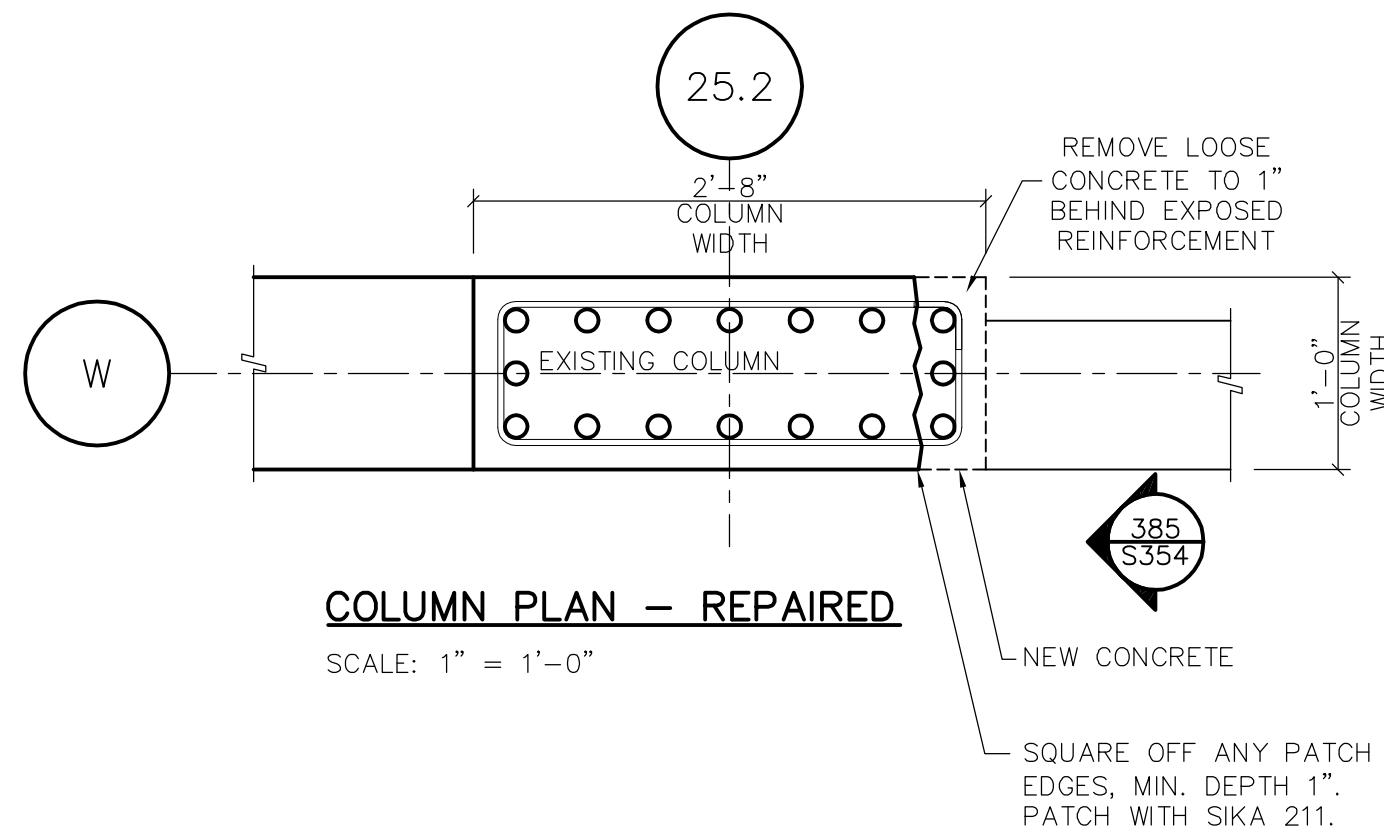 25.2
2'-8"
COLUMN
WIDTH
REMOVE LOOSE
CONCRETE TO 1"
BEHIND EXPOSED
REINFORCEMENT
W
EXISTING COLUMN
1'-0"
COLUMN
WIDTH
385
S354
COLUMN PLAN – REPAIRED
SCALE: 1" = 1'-0"
NEW CONCRETE
SQUARE OFF ANY PATCH
EDGES, MIN. DEPTH 1".
PATCH WITH SIKA 211.